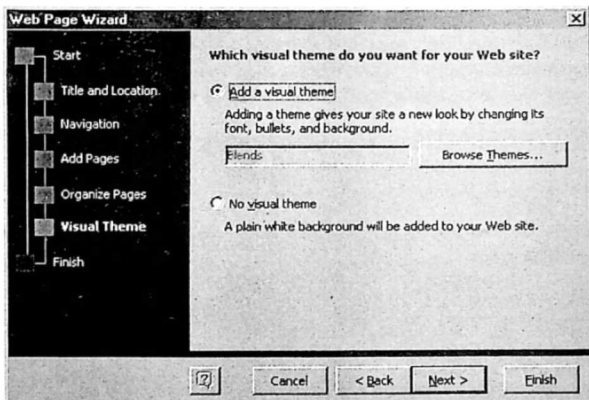 Web Page Wizard
Start
Title and Location
Navigation
Add Pages
Organize Pages
Visual Theme
Finish
Which visual theme do you want for your Web site?
Add a visual theme
Adding a theme gives your site a new look by changing its
font, bullets, and background.
Blends
Browse Themes...
No visual theme
A plain white background will be added to your Web site.
Cancel
< Back
Next >
Finish